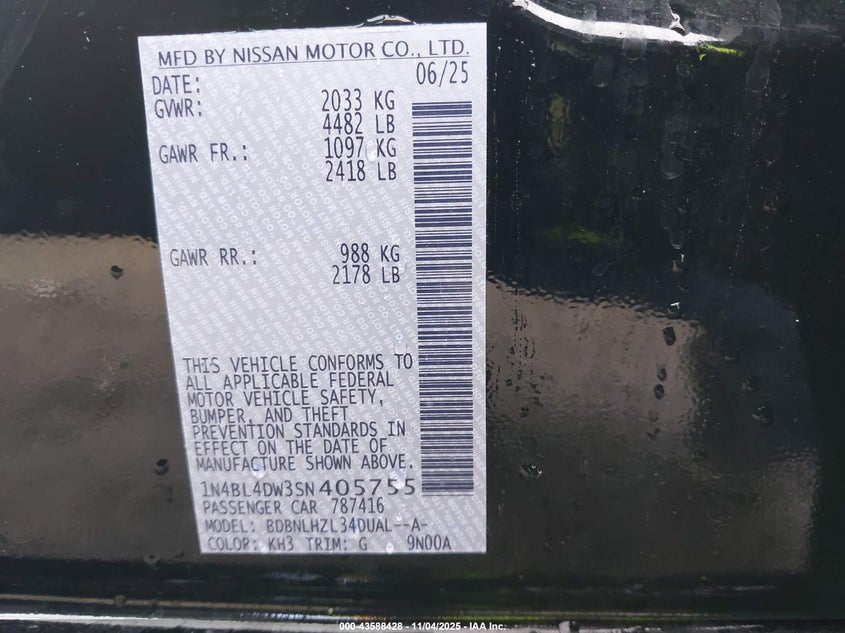 MFD BY NISSAN MOTOR CO., LTD.
DATE: 06/25
GVWR: 2033 KG
4482 LB
GAWR FR.: 1097 KG
2418 LB
GAWR RR.: 988 KG
2178 LB
THIS VEHICLE CONFORMS TO
ALL APPLICABLE FEDERAL
MOTOR VEHICLE SAFETY,
BUMPER, AND THEFT
PREVENTION STANDARDS IN
EFFECT ON THE DATE OF
MANUFACTURE SHOWN ABOVE.
1N4BL4DW3SN405755
PASSENGER CAR 787416
MODEL: BDBNLHZL34DUAL--A-
COLOR: KH3 TRIM: G 9N00A
000-43588428 - 11/04/2025 - IAA Inc.